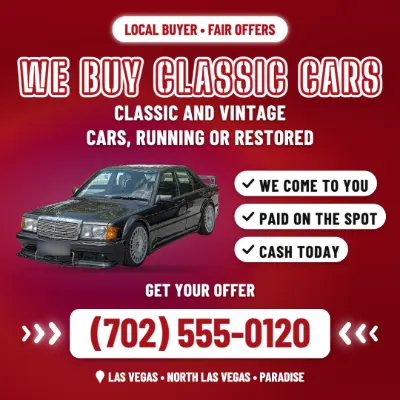 LOCAL BUYER • FAIR OFFERS
WE BUY CLASSIC CARS
CLASSIC AND VINTAGE
CARS, RUNNING OR RESTORED
WE COME TO YOU
PAID ON THE SPOT
CASH TODAY
GET YOUR OFFER
(702) 555-0120
LAS VEGAS • NORTH LAS VEGAS • PARADISE